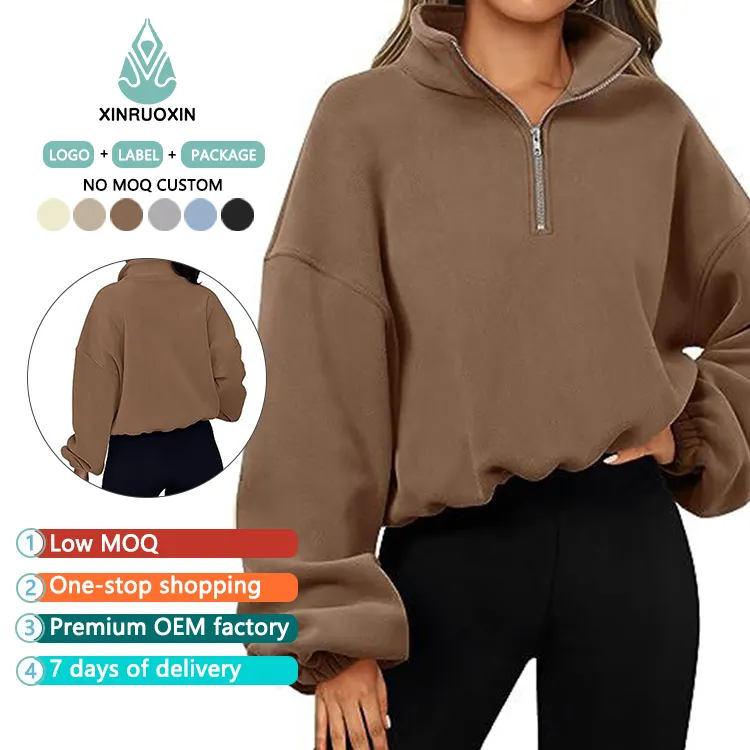 XINRUOXIN
LOGO + LABEL + PACKAGE
NO MOQ CUSTOM
1 Low MOQ
2 One-stop shopping
3 Premium OEM factory
4 7 days of delivery